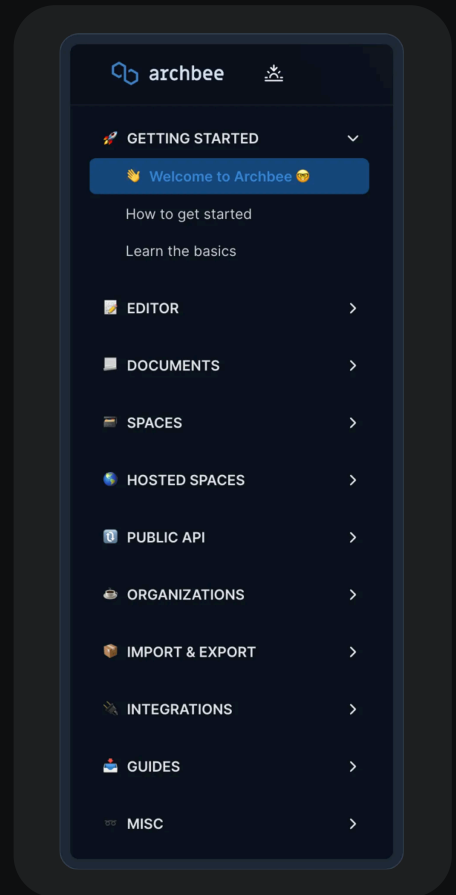 archbee
🚀 GETTING STARTED
👋 Welcome to Archbee 🤓
How to get started
Learn the basics
📝 EDITOR
📃 DOCUMENTS
🗃 SPACES
🌎 HOSTED SPACES
🔃 PUBLIC API
☕ ORGANIZATIONS
📦 IMPORT & EXPORT
🔌 INTEGRATIONS
📤 GUIDES
👓 MISC